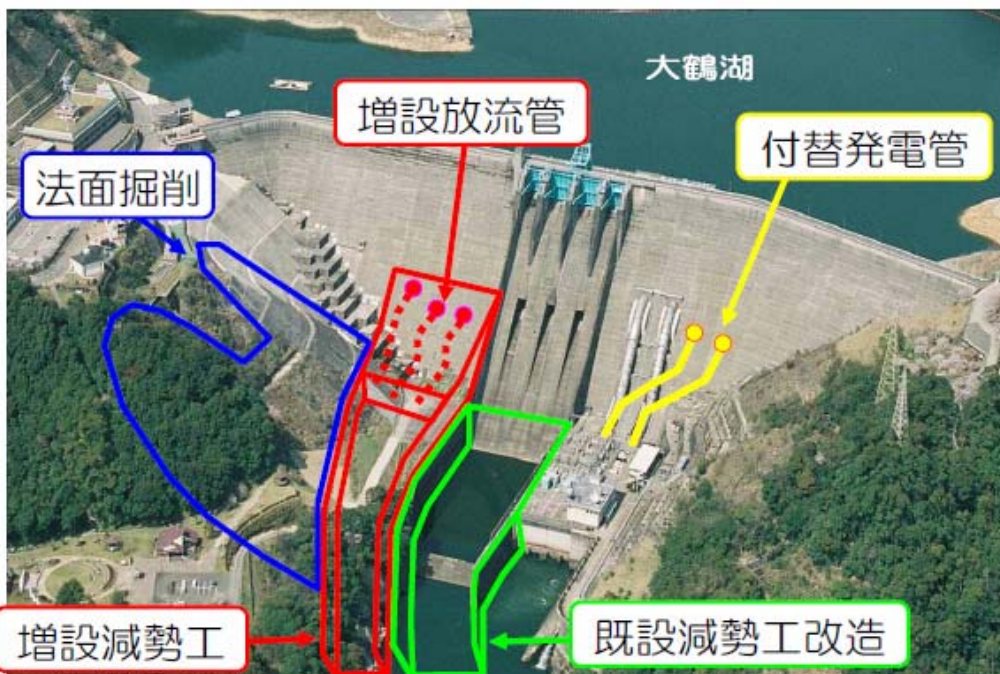 大鶴湖
増設放流管
付替発電管
法面掘削
増設減勢工
既設減勢工改造